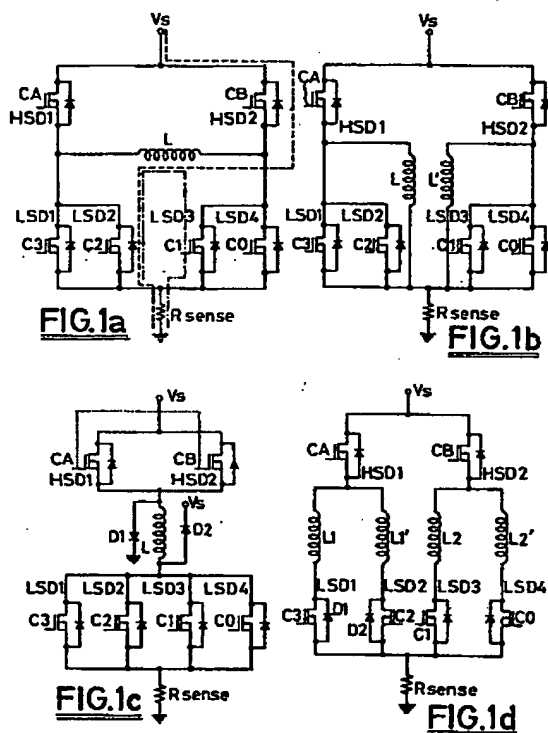 Vs
CA
HSD1
CB
HSD2
L
LSD1
LSD2
LSD3
LSD4
C3
C2
C1
C0
Rsense
FIG.1a
Vs
CA
HSD1
CB
HSD2
L
L'
LSD1
LSD2
LSD3
LSD4
C3
C2
C1
C0
Rsense
FIG.1b
Vs
CA
HSD1
CB
HSD2
Vs
D1
L
D2
LSD1
LSD2
LSD3
LSD4
C3
C2
C1
C0
Rsense
FIG.1c
Vs
CA
HSD1
CB
HSD2
L1
L1'
L2
L2'
LSD1
LSD2
LSD3
LSD4
C3
D1
D2
C2
C1
C0
Rsense
FIG.1d